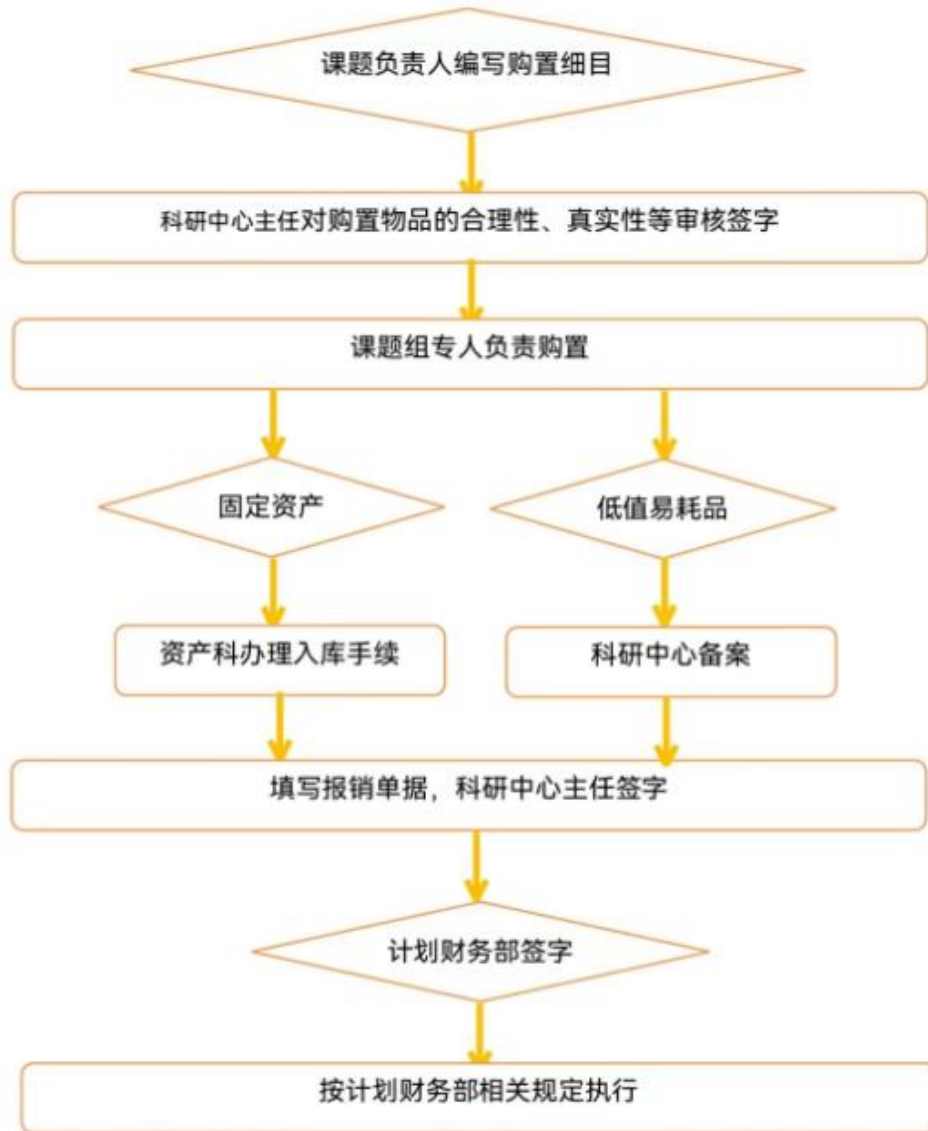 课题负责人编写购置细目
科研中心主任对购置物品的合理性、真实性等审核签字
课题组专人负责购置
固定资产
低值易耗品
资产科办理入库手续
科研中心备案
填写报销单据，科研中心主任签字
计划财务部签字
按计划财务部相关规定执行